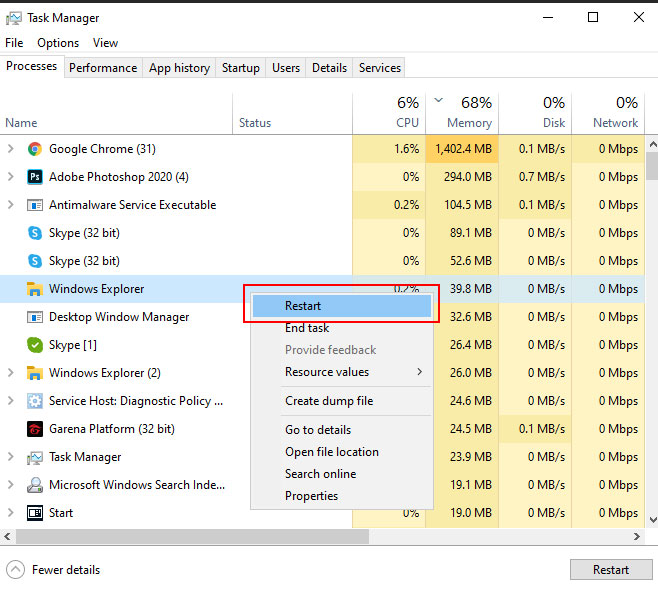 Task Manager
File Options View
Processes Performance App history Startup Users Details Services
6% 68% 0% 0%
Name Status CPU Memory Disk Network
Google Chrome (31) 1.6% 1,402.4 MB 0.1 MB/s 0 Mbps
Ps Adobe Photoshop 2020 (4) 0% 294.0 MB 0.7 MB/s 0 Mbps
Antimalware Service Executable 0.2% 104.5 MB 0.1 MB/s 0 Mbps
Skype (32 bit) 0% 89.1 MB 0 MB/s 0 Mbps
Skype (32 bit) 0% 52.6 MB 0 MB/s 0 Mbps
Windows Explorer 0.2% 39.8 MB 0 MB/s 0 Mbps
Restart
Desktop Window Manager 32.6 MB 0 MB/s 0 Mbps
End task
Skype [1] 26.4 MB 0 MB/s 0 Mbps
Provide feedback
Windows Explorer (2) 26.0 MB 0 MB/s 0 Mbps
Resource values
Service Host: Diagnostic Policy ... 24.6 MB 0 MB/s 0 Mbps
Create dump file
Garena Platform (32 bit) 24.5 MB 0.1 MB/s 0 Mbps
Go to details
Task Manager 23.9 MB 0 MB/s 0 Mbps
Open file location
Search online
Microsoft Windows Search Inde... 19.1 MB 0 MB/s 0 Mbps
Properties
Start 0% 19.0 MB 0 MB/s 0 Mbps
Fewer details Restart